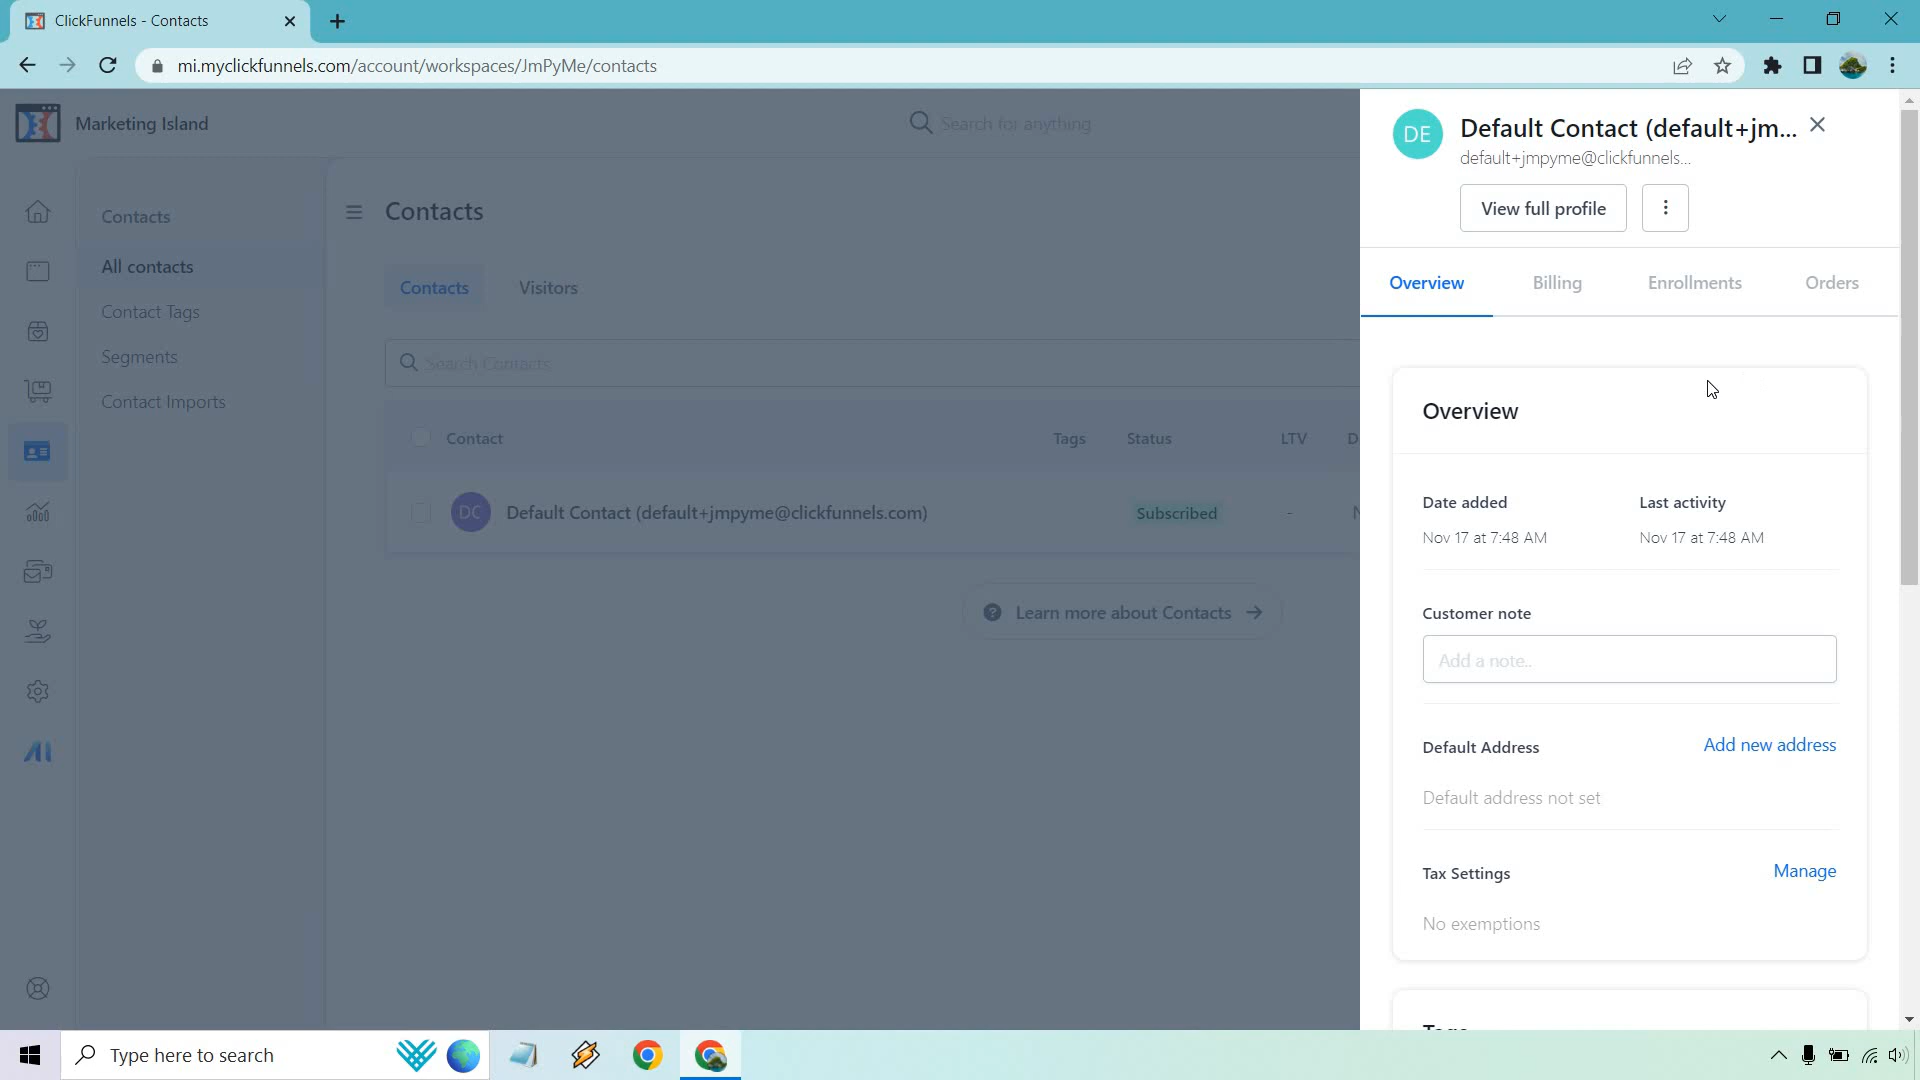 ClickFunnels - Contacts
mi.myclickfunnels.com/account/workspaces/JmPyMe/contacts
Marketing Island
Search for anything
Contacts
All contacts
Contact Tags
Segments
Contact Imports
Contacts
Contacts
Visitors
Search Contacts
Contact
Tags
Status
LTV
D
DC
Default Contact (default+jmpyme@clickfunnels.com)
Subscribed
-
Learn more about Contacts
DE
Default Contact (default+jm...
default+jmpyme@clickfunnels...
View full profile
Overview
Billing
Enrollments
Orders
Overview
Date added
Last activity
Nov 17 at 7:48 AM
Nov 17 at 7:48 AM
Customer note
Add a note..
Default Address
Add new address
Default address not set
Tax Settings
Manage
No exemptions
Type here to search